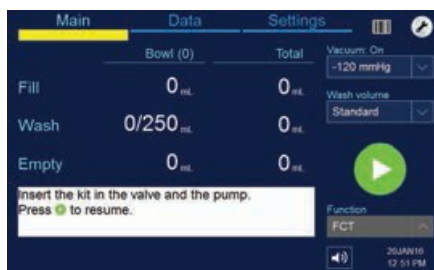 Main Data Settings
Bowl (0) Total Vacuum: On
-120 mmHg
Fill 0 mL 0 mL
Wash volume
Standard
Wash 0/250 mL 0 mL
Empty 0 mL 0 mL
Insert the kit in the valve and the pump.
Press to resume.
Function
FCT
20JAN16
12:51 PM